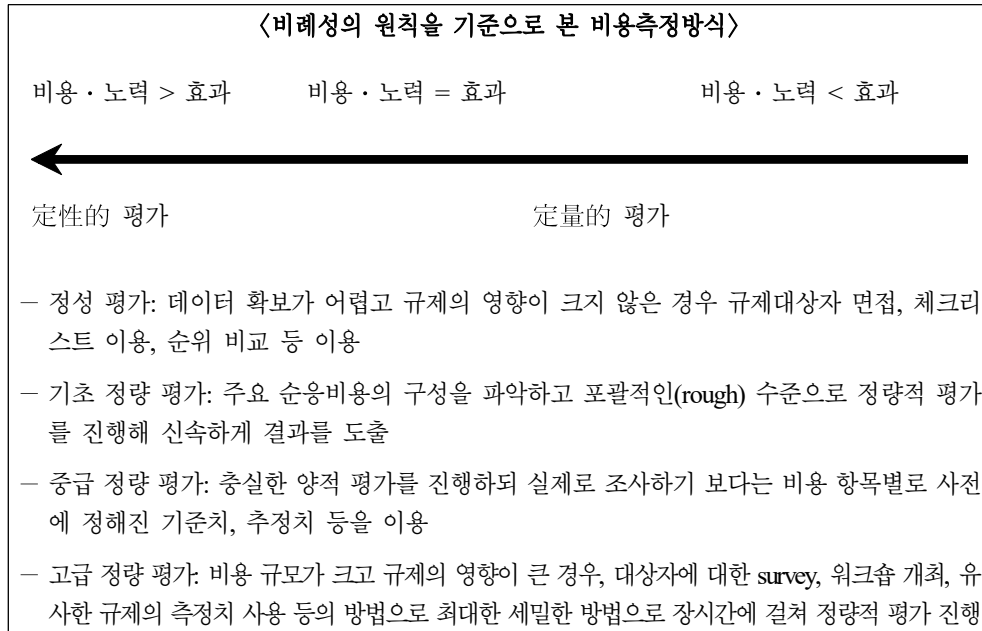 〈비례성의 원칙을 기준으로 본 비용측정방식〉
비용·노력 > 효과 비용·노력 = 효과 비용·노력 < 효과
定性的 평가 定量的 평가
― 정성 평가: 데이터 확보가 어렵고 규제의 영향이 크지 않은 경우 규제대상자 면접, 체크리
스트 이용, 순위 비교 등 이용
― 기초 정량 평가: 주요 순응비용의 구성을 파악하고 포괄적인(rough) 수준으로 정량적 평가
를 진행해 신속하게 결과를 도출
― 중급 정량 평가: 충실한 양적 평가를 진행하되 실제로 조사하기 보다는 비용 항목별로 사전
에 정해진 기준치, 추정치 등을 이용
― 고급 정량 평가: 비용 규모가 크고 규제의 영향이 큰 경우, 대상자에 대한 survey, 워크숍 개최, 유
사한 규제의 측정치 사용 등의 방법으로 최대한 세밀한 방법으로 장시간에 걸쳐 정량적 평가 진행